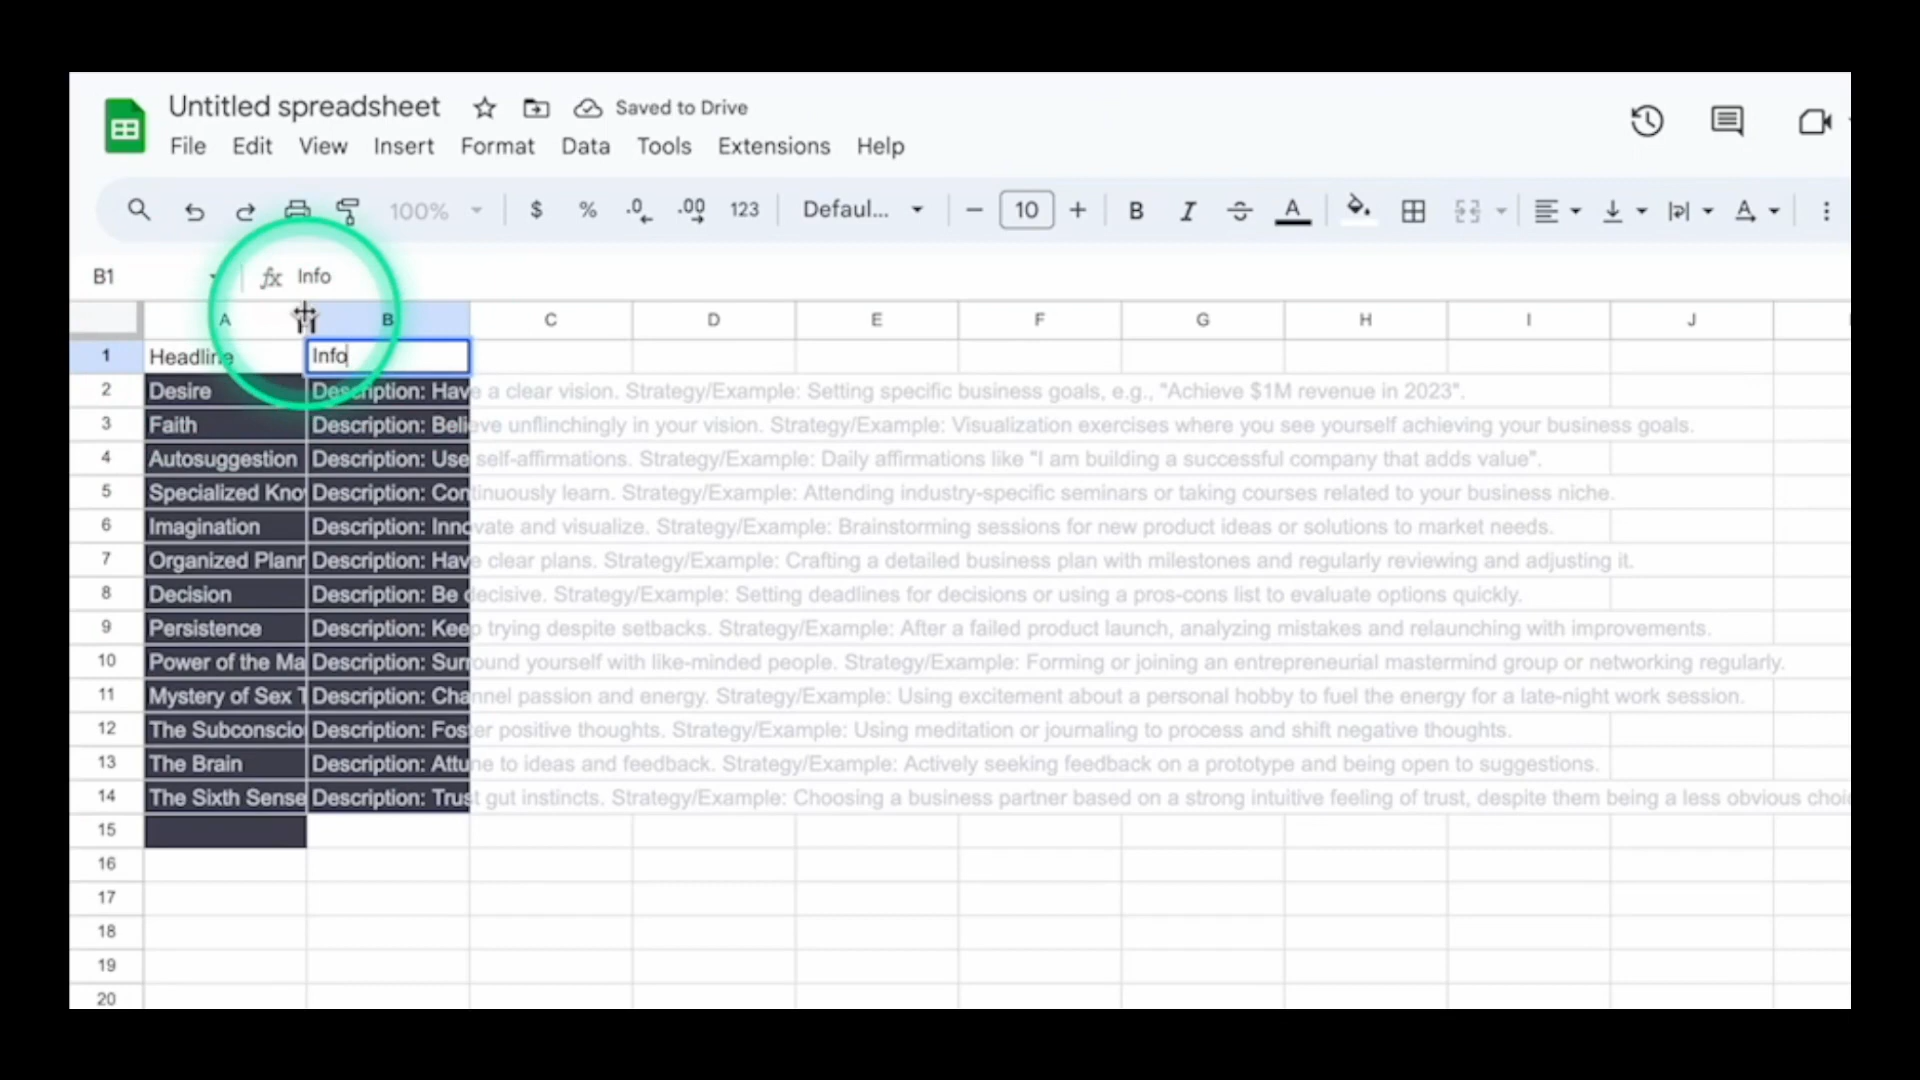 Untitled spreadsheet Saved to Drive
File Edit View Insert Format Data Tools Extensions Help
100% $ % .0 .00 123 Defaul... 10 B I A A
B1 fx Info
A B C D E F G H I J
1 Headline Info
2 Desire Description: Have a clear vision. Strategy/Example: Setting specific business goals, e.g., "Achieve $1M revenue in 2023".
3 Faith Description: Believe unflinchingly in your vision. Strategy/Example: Visualization exercises where you see yourself achieving your business goals.
4 Autosuggestion Description: Use self-affirmations. Strategy/Example: Daily affirmations like "I am building a successful company that adds value".
5 Specialized Kno Description: Continuously learn. Strategy/Example: Attending industry-specific seminars or taking courses related to your business niche.
6 Imagination Description: Innovate and visualize. Strategy/Example: Brainstorming sessions for new product ideas or solutions to market needs.
7 Organized Plann Description: Have clear plans. Strategy/Example: Crafting a detailed business plan with milestones and regularly reviewing and adjusting it.
8 Decision Description: Be decisive. Strategy/Example: Setting deadlines for decisions or using a pros-cons list to evaluate options quickly.
9 Persistence Description: Keep trying despite setbacks. Strategy/Example: After a failed product launch, analyzing mistakes and relaunching with improvements.
10 Power of the Ma Description: Surround yourself with like-minded people. Strategy/Example: Forming or joining an entrepreneurial mastermind group or networking regularly.
11 Mystery of Sex T Description: Channel passion and energy. Strategy/Example: Using excitement about a personal hobby to fuel the energy for a late-night work session.
12 The Subconscio Description: Foster positive thoughts. Strategy/Example: Using meditation or journaling to process and shift negative thoughts.
13 The Brain Description: Attune to ideas and feedback. Strategy/Example: Actively seeking feedback on a prototype and being open to suggestions.
14 The Sixth Sense Description: Trust gut instincts. Strategy/Example: Choosing a business partner based on a strong intuitive feeling of trust, despite them being a less obvious choi
15
16
17
18
19
20